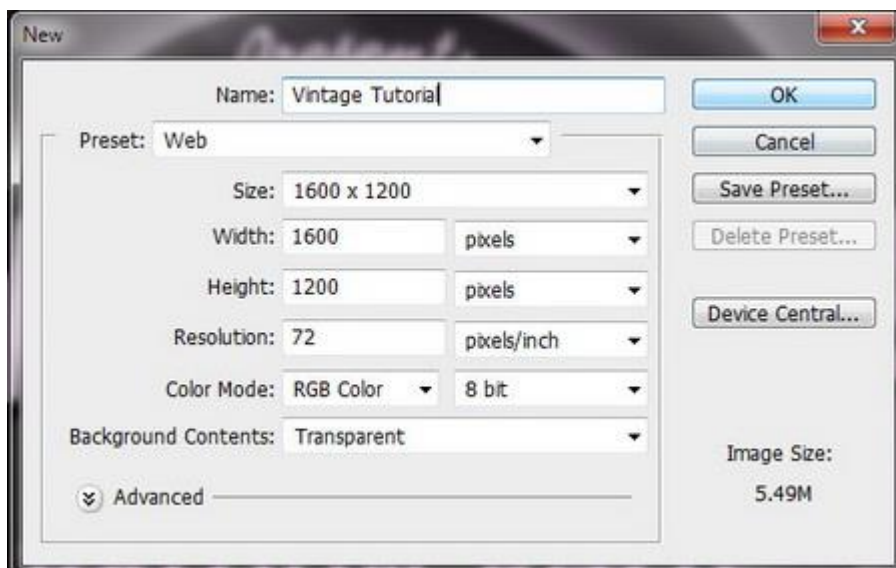 New
Name: Vintage Tutorial
OK
Preset: Web
Cancel
Size: 1600 x 1200
Save Preset...
Width: 1600 pixels
Delete Preset...
Height: 1200 pixels
Device Central...
Resolution: 72 pixels/inch
Color Mode: RGB Color 8 bit
Background Contents: Transparent
Image Size:
5.49M
Advanced